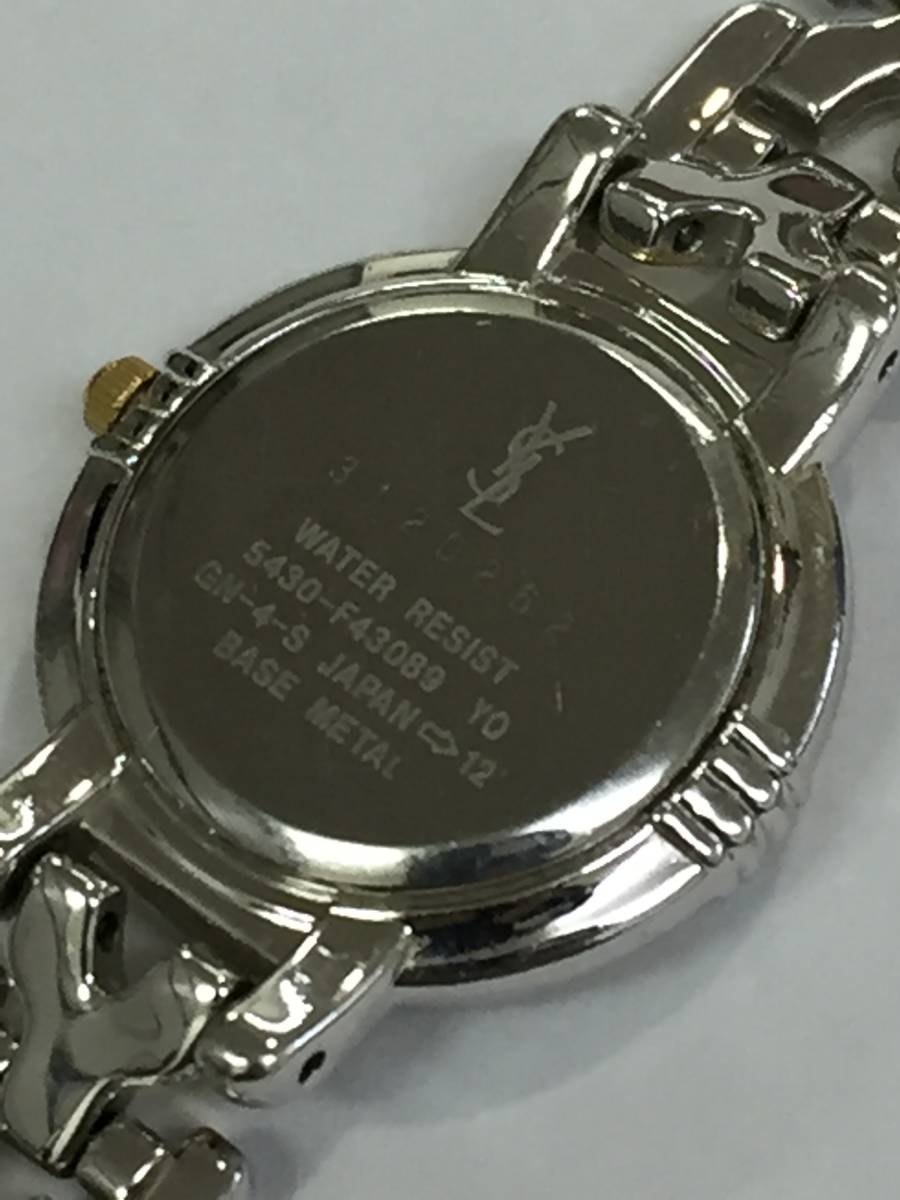 YSL
3120262
WATER RESIST
5430-F43089 YO
GN-4-S JAPAN⇨12
BASE METAL